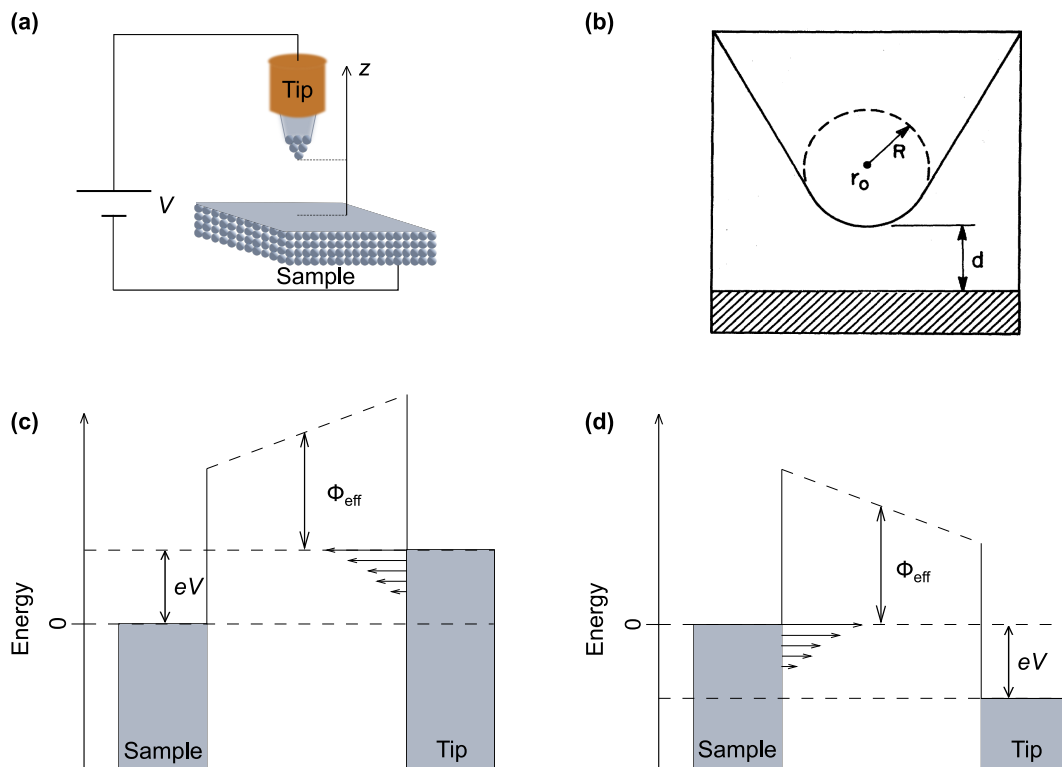 (a)
Tip
z
V
Sample
(b)
R
r₀
d
(c)
Energy
0
eV
Φeff
Sample
Tip
(d)
Energy
0
Φeff
eV
Sample
Tip